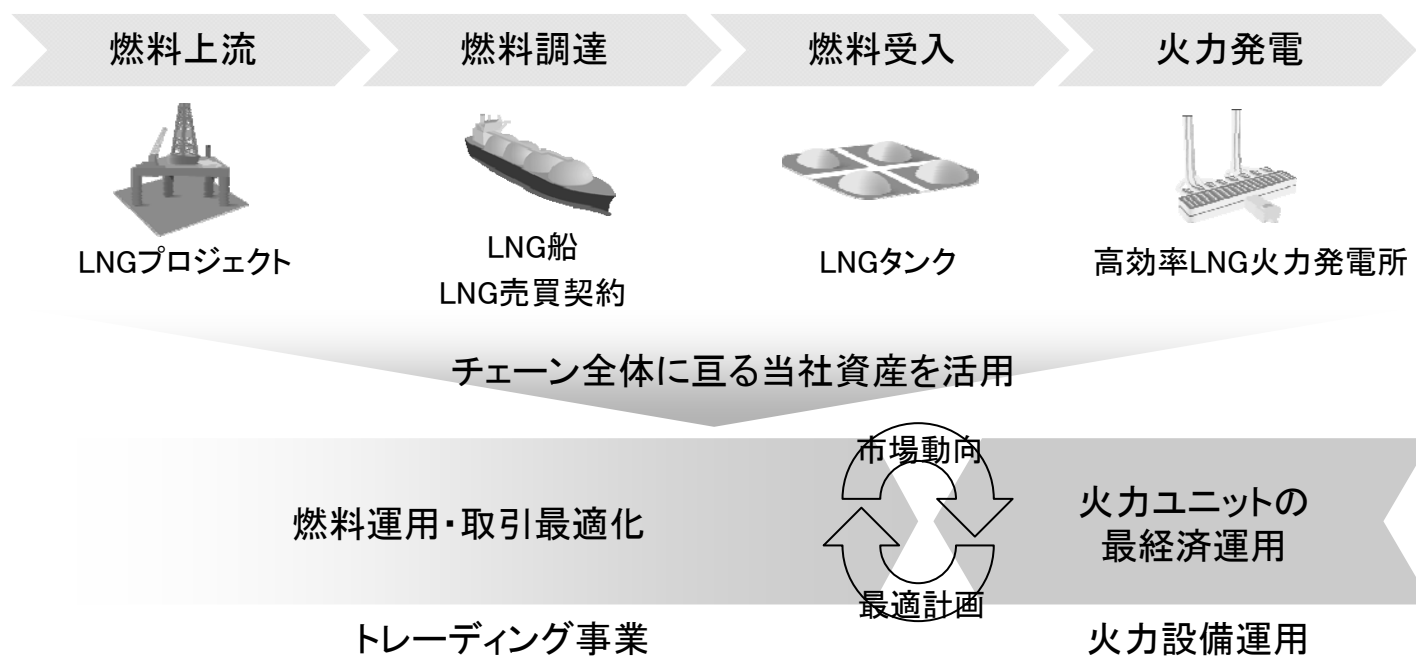 燃料上流
燃料調達
燃料受入
火力発電
LNGプロジェクト
LNG船
LNG売買契約
LNGタンク
高効率LNG火力発電所
チェーン全体に亘る当社資産を活用
市場動向
燃料運用・取引最適化
火力ユニットの
最経済運用
最適計画
トレーディング事業
火力設備運用